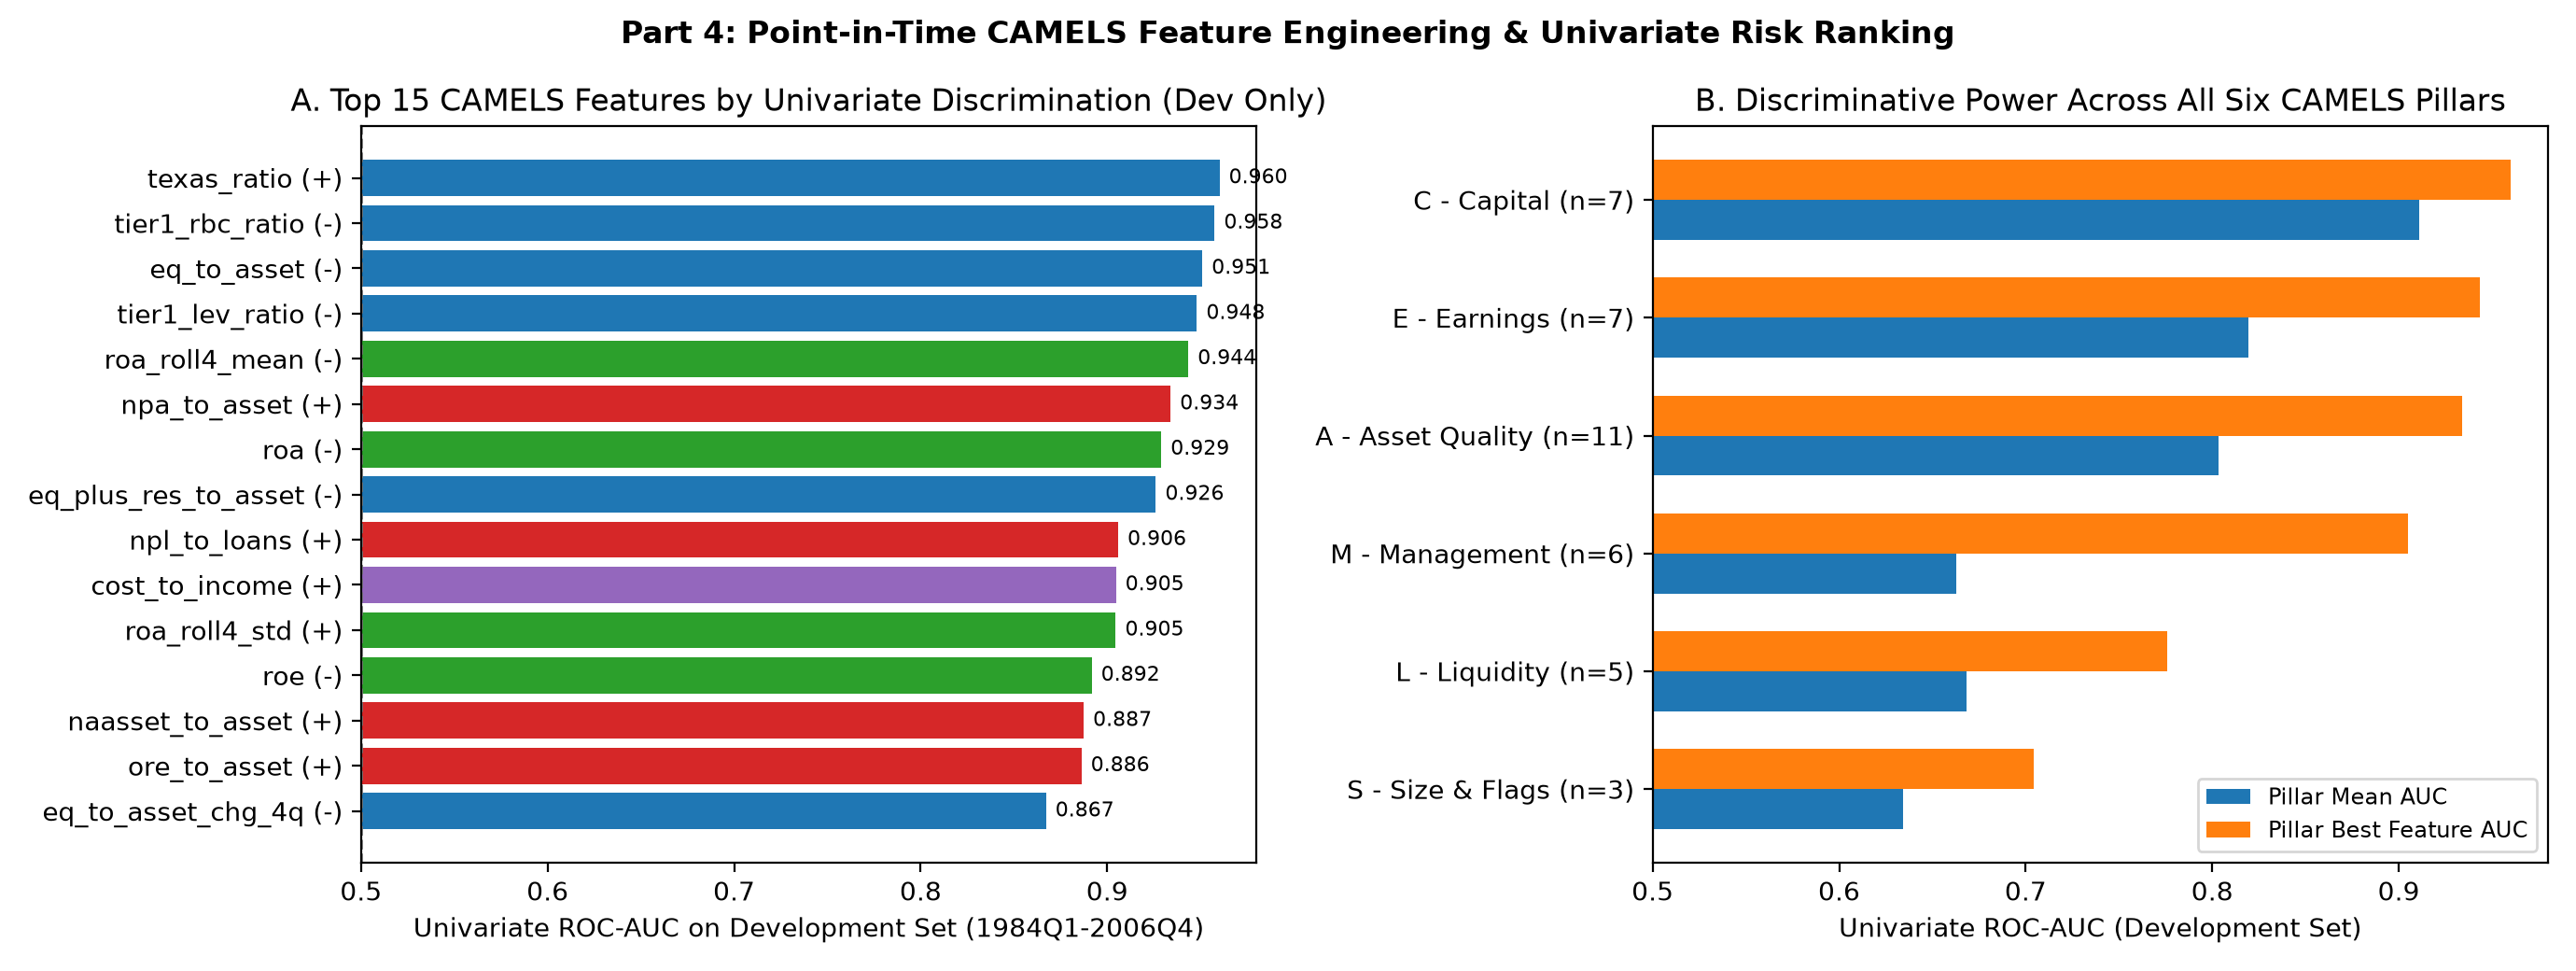 Part 4: Point-in-Time CAMELS Feature Engineering & Univariate Risk Ranking
A. Top 15 CAMELS Features by Univariate Discrimination (Dev Only)
texas_ratio (+)
0.960
tier1_rbc_ratio (-)
0.958
eq_to_asset (-)
0.951
tier1_lev_ratio (-)
0.948
roa_roll4_mean (-)
0.944
npa_to_asset (+)
0.934
roa (-)
0.929
eq_plus_res_to_asset (-)
0.926
npl_to_loans (+)
0.906
cost_to_income (+)
0.905
roa_roll4_std (+)
0.905
roe (-)
0.892
naasset_to_asset (+)
0.887
ore_to_asset (+)
0.886
eq_to_asset_chg_4q (-)
0.867
0.5 0.6 0.7 0.8 0.9
Univariate ROC-AUC on Development Set (1984Q1-2006Q4)
B. Discriminative Power Across All Six CAMELS Pillars
C - Capital (n=7)
E - Earnings (n=7)
A - Asset Quality (n=11)
M - Management (n=6)
L - Liquidity (n=5)
S - Size & Flags (n=3)
Pillar Mean AUC
Pillar Best Feature AUC
0.5 0.6 0.7 0.8 0.9
Univariate ROC-AUC (Development Set)